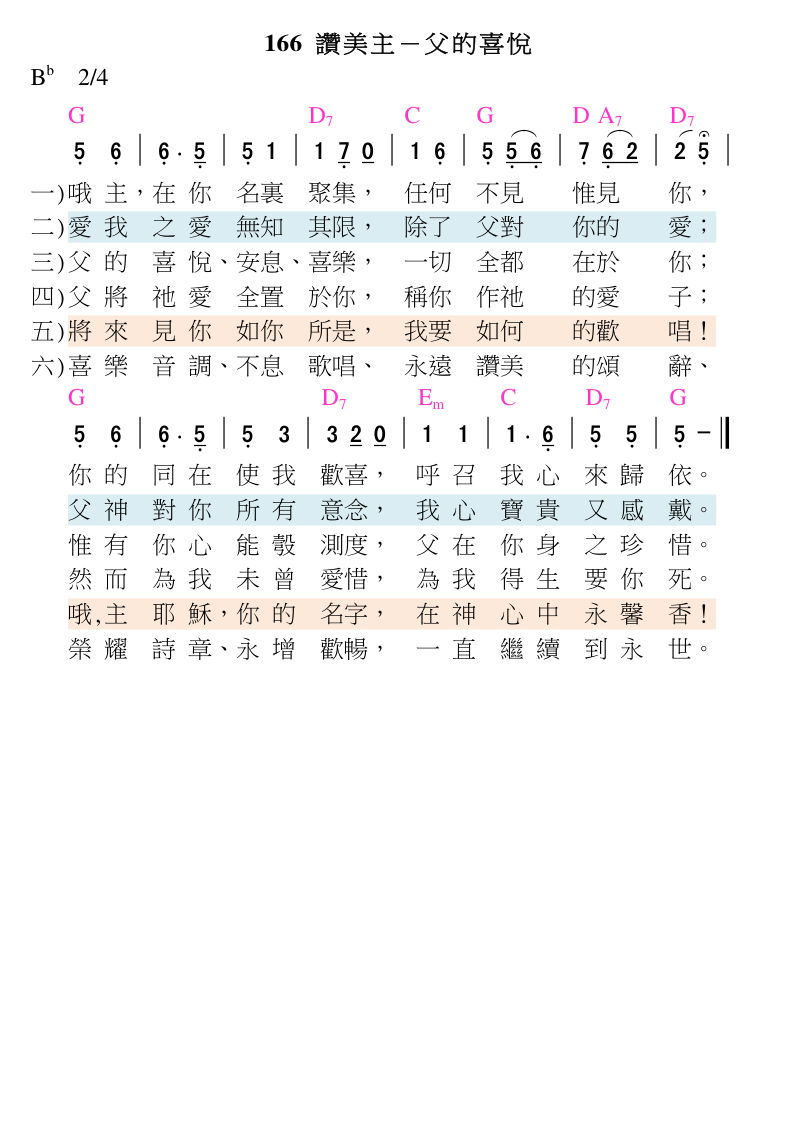 166 讚美主－父的喜悅
Bb 2/4
G D7 C G D A7 D7
5 6 | 6 · 5 | 5 1 | 1 7 0 | 1 6 | 5 5 6 | 7 6 2 | 2 5 |
一)哦主，在你名裏聚集，任何不見惟見你，
二)愛我之愛無知其限，除了父對你的愛；
三)父的喜悅、安息、喜樂，一切全都在於你；
四)父將祂愛全置於你，稱你作祂的愛子；
五)將來見你如你所是，我要如何的歡唱！
六)喜樂音調、不息歌唱、永遠讚美的頌辭、
G D7 Em C D7 G
5 6 | 6 · 5 | 5 3 | 3 2 0 | 1 1 | 1 · 6 | 5 5 | 5 － ‖
你的同在使我歡喜，呼召我心來歸依。
父神對你所有意念，我心寶貴又感戴。
惟有你心能彀測度，父在你身之珍惜。
然而為我未曾愛惜，為我得生要你死。
哦,主耶穌，你的名字，在神心中永馨香！
榮耀詩章、永增歡暢，一直繼續到永世。